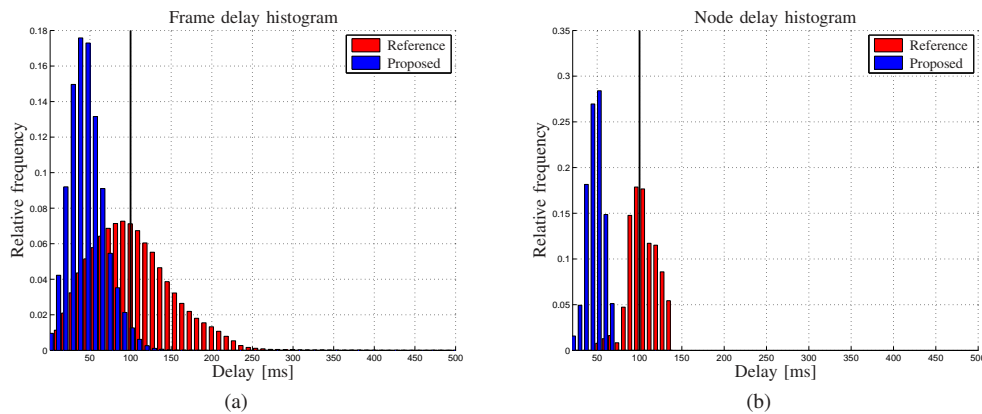 Frame delay histogram
0.18
0.16
0.14
0.12
0.1
0.08
0.06
0.04
0.02
0
Relative frequency
Reference
Proposed
50 100 150 200 250 300 350 400 450 500
Delay [ms]
(a)
Node delay histogram
0.35
0.3
0.25
0.2
0.15
0.1
0.05
0
Relative frequency
Reference
Proposed
50 100 150 200 250 300 350 400 450 500
Delay [ms]
(b)